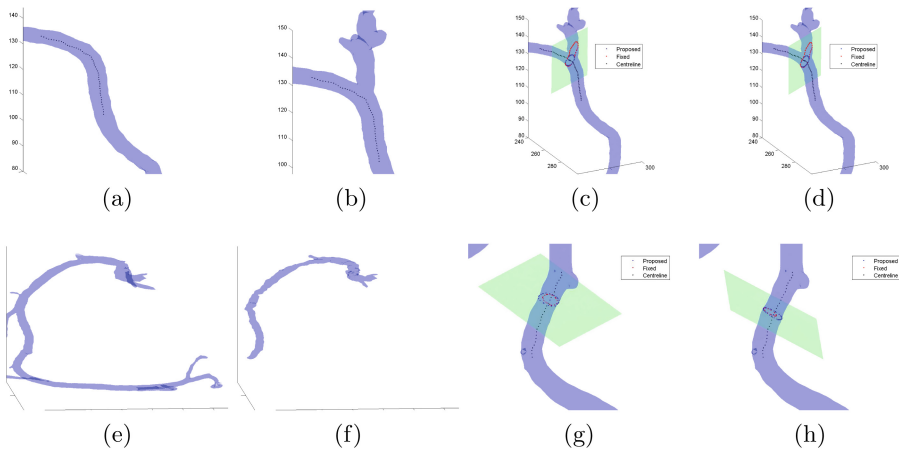 140
130
120
110
100
90
80
(a)
150
140
130
120
110
100
(b)
150
140
130
120
110
100
90
80
240
260
280
300
Proposed
Fixed
Centreline
(c)
150
140
130
120
110
100
90
80
240
260
280
300
Proposed
Fixed
Centreline
(d)
(e)
(f)
Proposed
Fixed
Centreline
(g)
Proposed
Fixed
Centreline
(h)